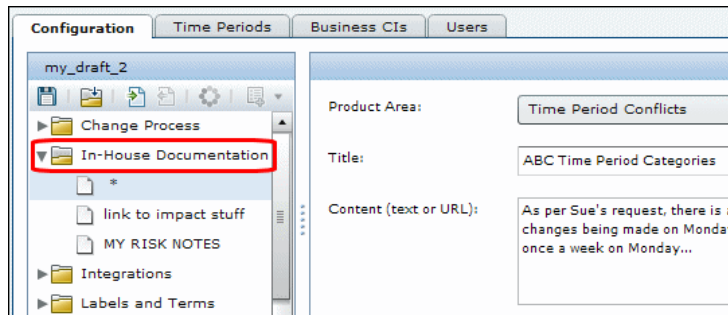 Configuration
Time Periods
Business CIs
Users
my_draft_2
Change Process
In-House Documentation
*
link to impact stuff
MY RISK NOTES
Integrations
Labels and Terms
Product Area:
Time Period Conflicts
Title:
ABC Time Period Categories
Content (text or URL):
As per Sue's request, there is
changes being made on Monda
once a week on Monday...